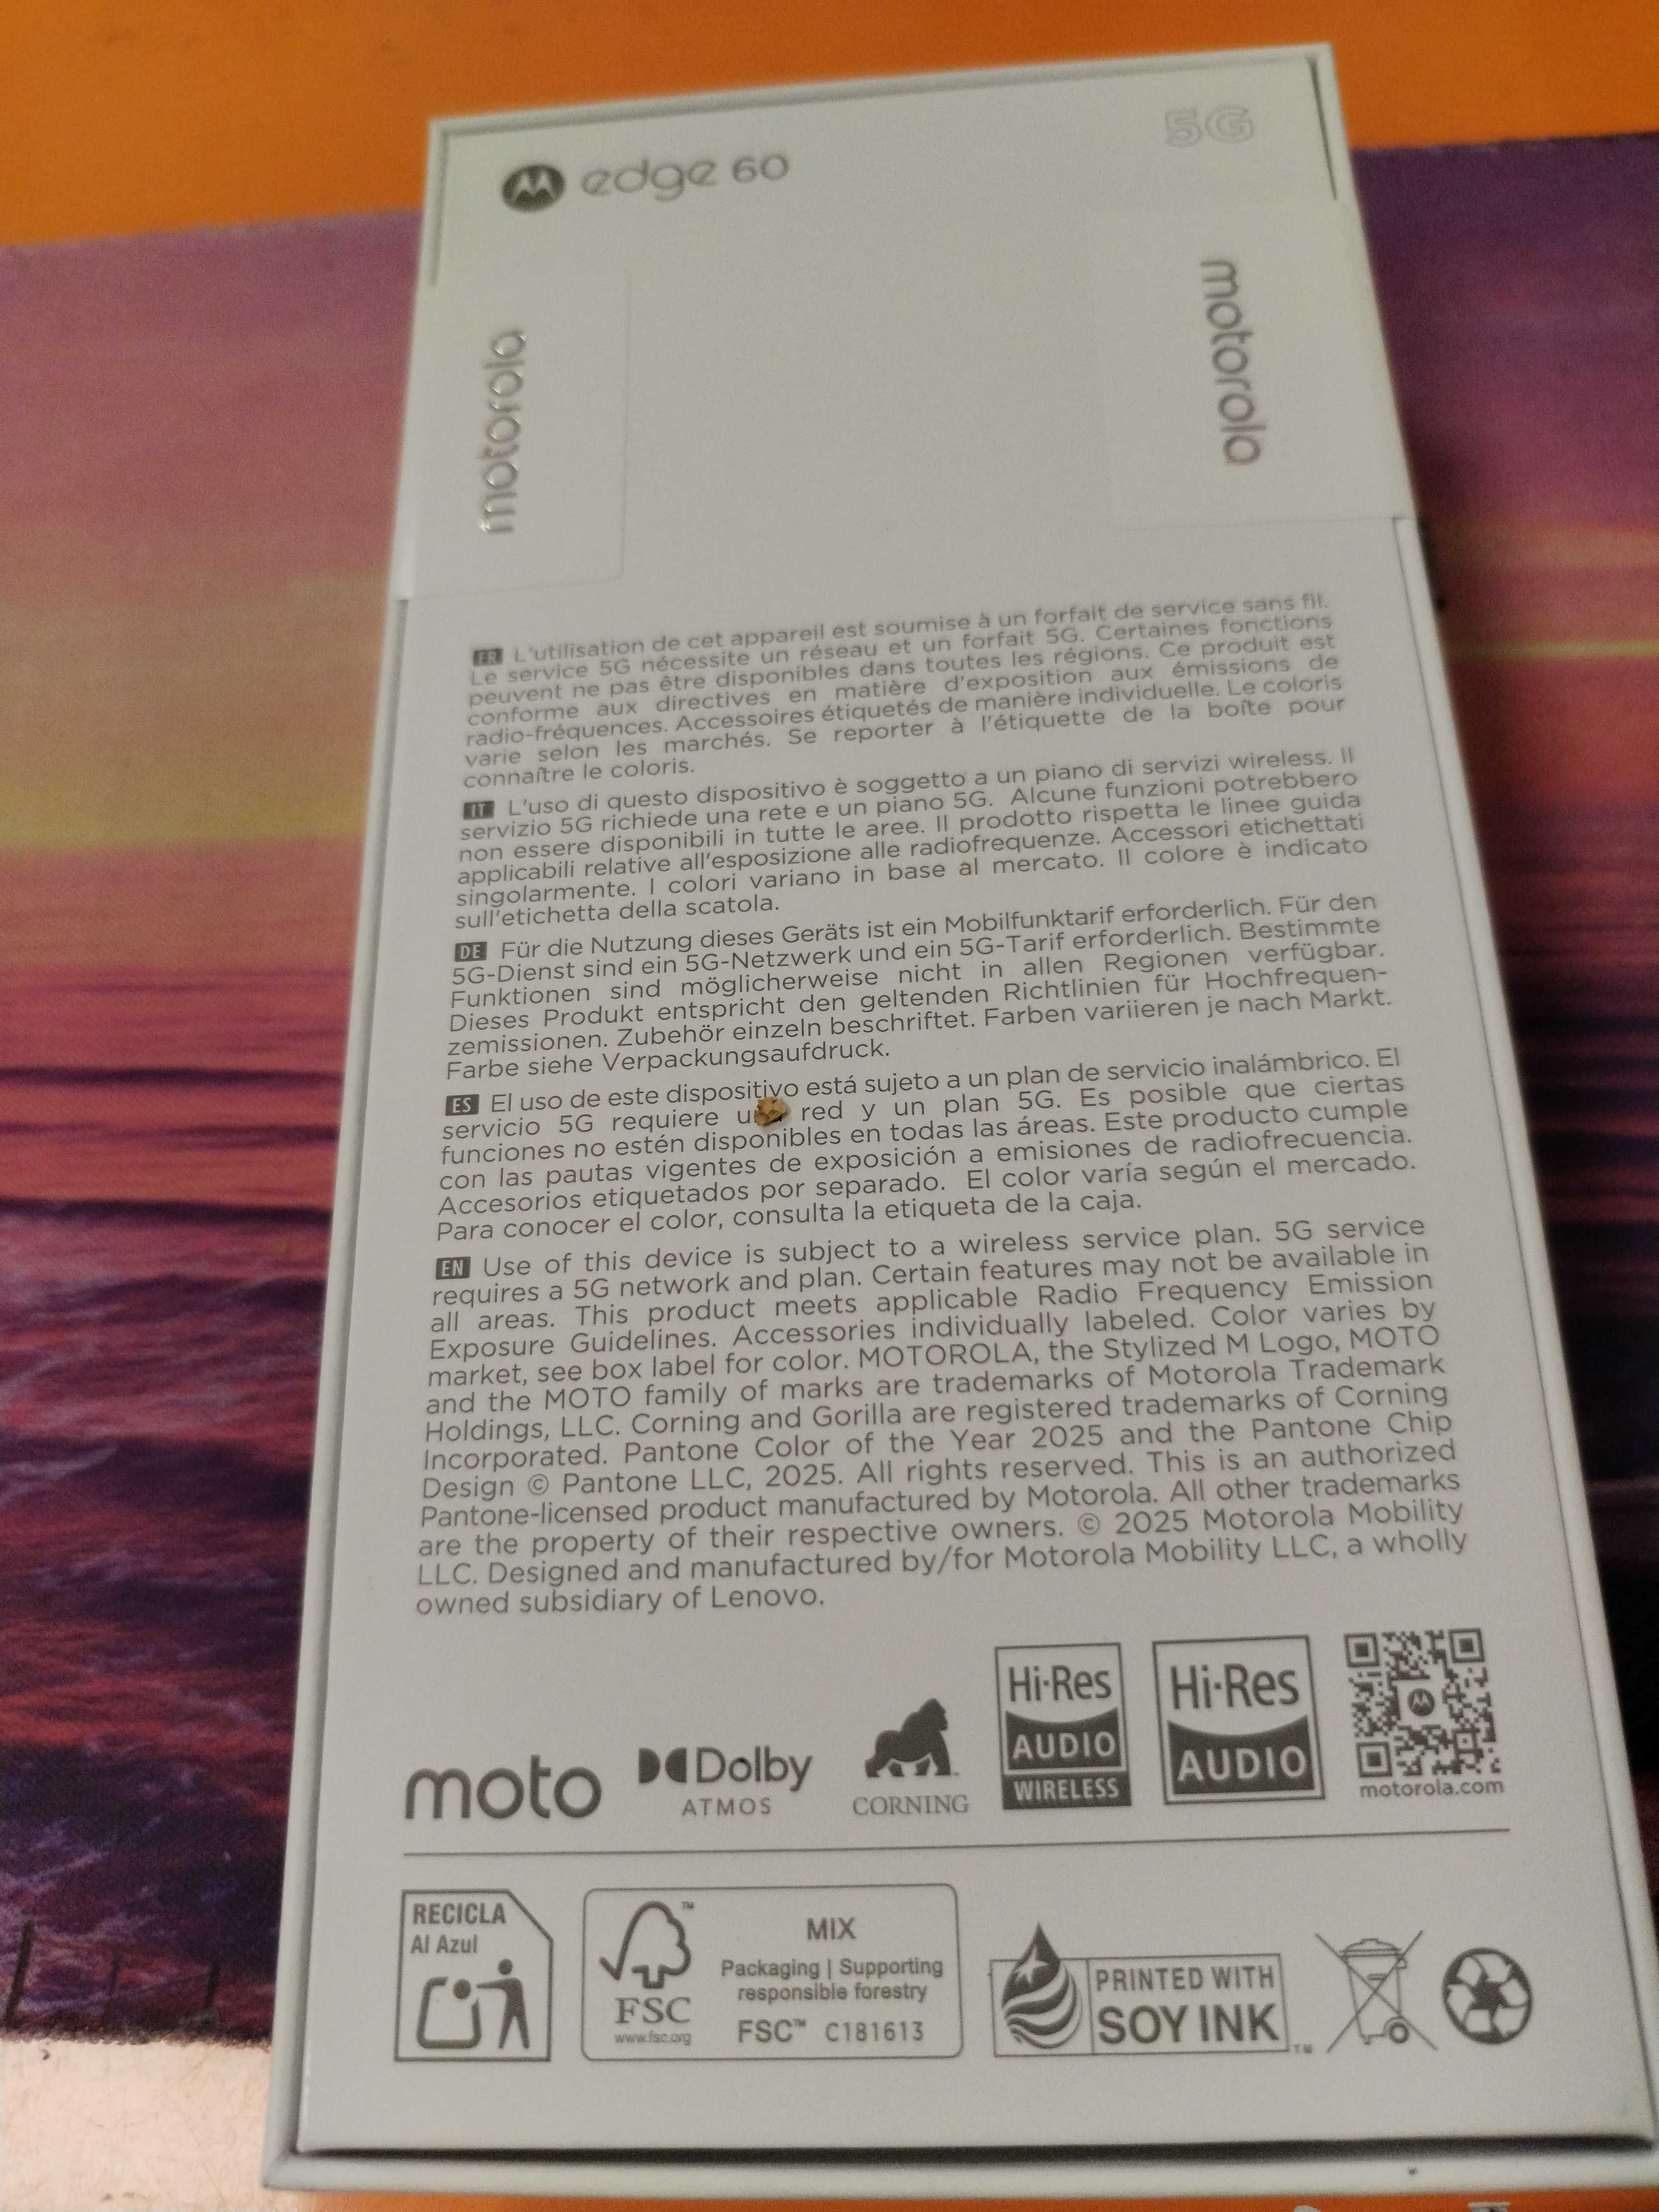 edge 60
5G
motorola
motorola
FR L'utilisation de cet appareil est soumise à un forfait de service sans fil.
Le service 5G nécessite un réseau et un forfait 5G. Certaines fonctions
peuvent ne pas être disponibles dans toutes les régions. Ce produit est
conforme aux directives en matière d'exposition aux émissions de
radio-fréquences. Accessoires étiquetés de manière individuelle. Le coloris
varie selon les marchés. Se reporter à l'étiquette de la boîte pour
connaître le coloris.
IT L'uso di questo dispositivo è soggetto a un piano di servizi wireless. Il
servizio 5G richiede una rete e un piano 5G. Alcune funzioni potrebbero
non essere disponibili in tutte le aree. Il prodotto rispetta le linee guida
applicabili relative all'esposizione alle radiofrequenze. Accessori etichettati
singolarmente. I colori variano in base al mercato. Il colore è indicato
sull'etichetta della scatola.
DE Für die Nutzung dieses Geräts ist ein Mobilfunktarif erforderlich. Für den
5G-Dienst sind ein 5G-Netzwerk und ein 5G-Tarif erforderlich. Bestimmte
Funktionen sind möglicherweise nicht in allen Regionen verfügbar.
Dieses Produkt entspricht den geltenden Richtlinien für Hochfrequen-
zemissionen. Zubehör einzeln beschriftet. Farben variieren je nach Markt.
Farbe siehe Verpackungsaufdruck.
ES El uso de este dispositivo está sujeto a un plan de servicio inalámbrico. El
servicio 5G requiere red y un plan 5G. Es posible que ciertas
funciones no estén disponibles en todas las áreas. Este producto cumple
con las pautas vigentes de exposición a emisiones de radiofrecuencia.
Accesorios etiquetados por separado. El color varía según el mercado.
Para conocer el color, consulta la etiqueta de la caja.
EN Use of this device is subject to a wireless service plan. 5G service
requires a 5G network and plan. Certain features may not be available in
all areas. This product meets applicable Radio Frequency Emission
Exposure Guidelines. Accessories individually labeled. Color varies by
market, see box label for color. MOTOROLA, the Stylized M Logo, MOTO
and the MOTO family of marks are trademarks of Motorola Trademark
Holdings, LLC. Corning and Gorilla are registered trademarks of Corning
Incorporated. Pantone Color of the Year 2025 and the Pantone Chip
Design © Pantone LLC, 2025. All rights reserved. This is an authorized
Pantone-licensed product manufactured by Motorola. All other trademarks
are the property of their respective owners. © 2025 Motorola Mobility
LLC. Designed and manufactured by/for Motorola Mobility LLC, a wholly
owned subsidiary of Lenovo.
moto
Dolby
ATMOS
CORNING
Hi-Res
AUDIO
WIRELESS
Hi-Res
AUDIO
motorola.com
RECICLA
Al Azul
FSC
www.fsc.org
MIX
Packaging | Supporting
responsible forestry
FSC™ C181613
PRINTED WITH
SOY INK™